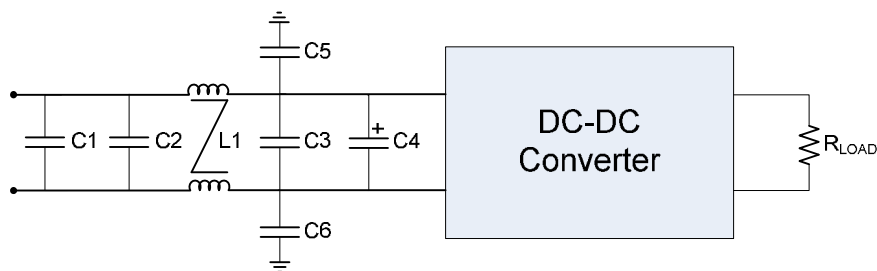 C5
C1
C2
L1
C3
+
C4
DC-DC
Converter
RLOAD
C6